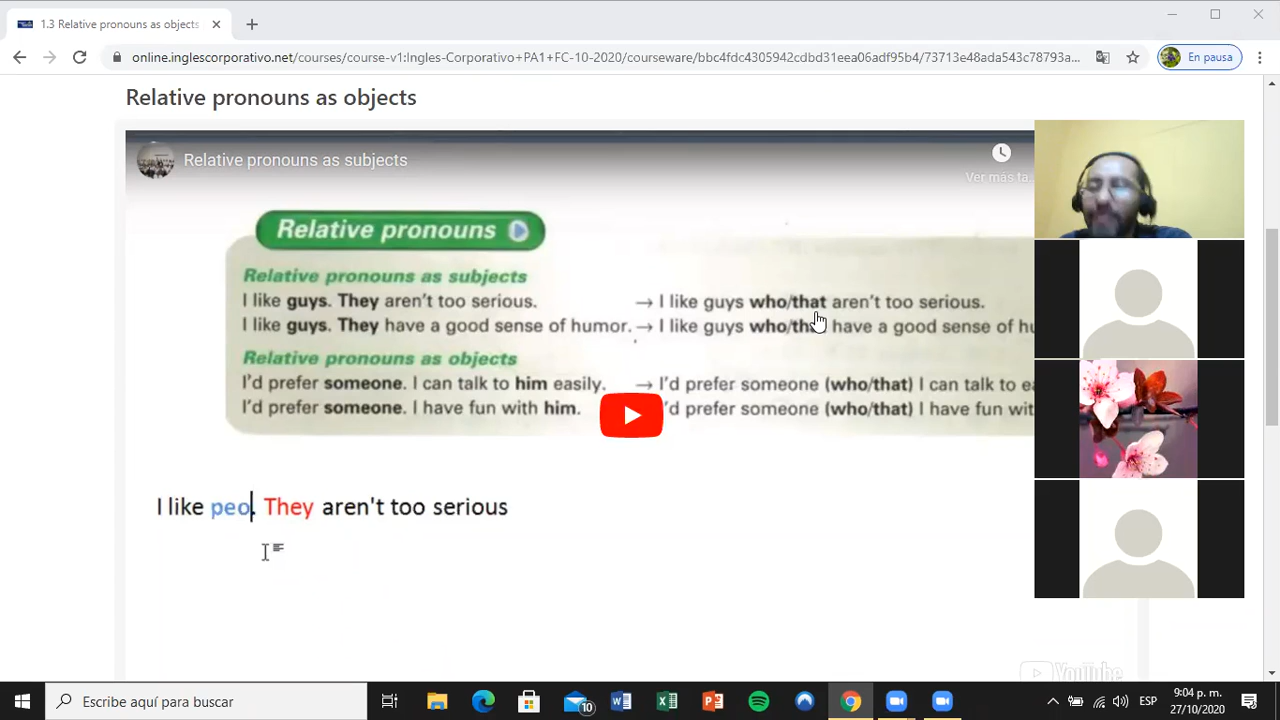 1.3 Relative pronouns as objects
online.inglescorporativo.net/courses/course-v1:Ingles-Corporativo+PA1+FC-10-2020/courseware/bbc4fdc4305942cdbd31eea06adf95b4/73713e48ada543c78793a...
En pausa
Relative pronouns as objects
Relative pronouns as subjects
Ver más ta...
Relative pronouns
Relative pronouns as subjects
I like guys. They aren't too serious. → I like guys who/that aren't too serious.
I like guys. They have a good sense of humor. → I like guys who/that have a good sense of hu
Relative pronouns as objects
I'd prefer someone. I can talk to him easily. → I'd prefer someone (who/that) I can talk to ea
I'd prefer someone. I have fun with him. I'd prefer someone (who/that) I have fun wit
I like peo. They aren't too serious
YouTube
Escribe aquí para buscar
10
ESP
9:04 p. m.
27/10/2020